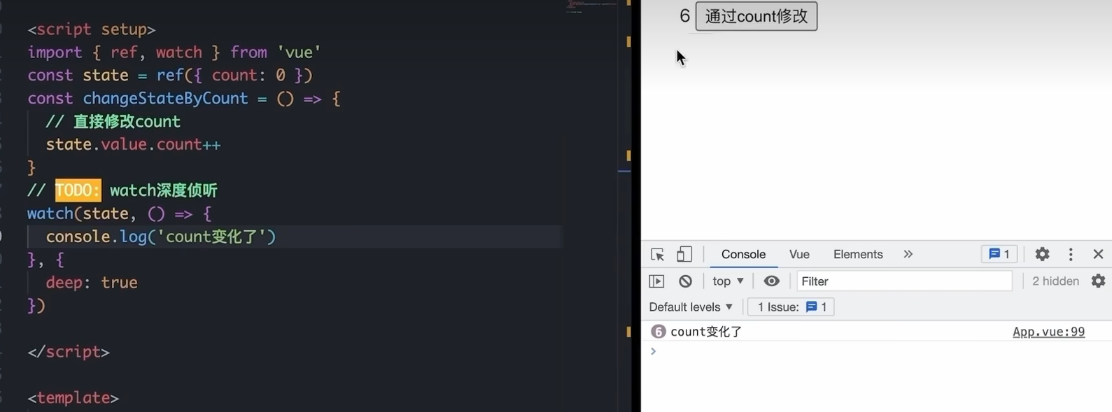 <script setup>
import { ref, watch } from 'vue'
const state = ref({ count: 0 })
const changeStateByCount = () => {
// 直接修改count
state.value.count++
}
// TODO: watch深度侦听
watch(state, () => {
console.log('count变化了')
}, {
deep: true
})
</script>
<template>
6 通过count修改
Console Vue Elements » 1
top ▼ Filter 2 hidden
Default levels ▼ 1 Issue: 1
6 count变化了 App.vue:99
>